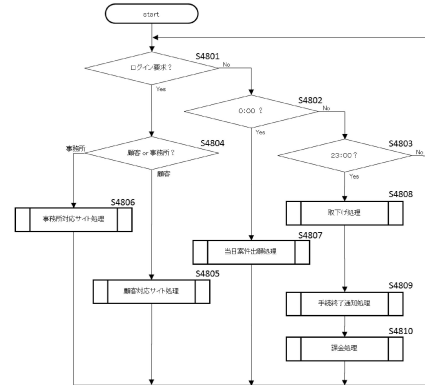 start
S4801
ログイン要求？
No
Yes
S4802
0:00 ？
No
Yes
S4803
23:00？
No
Yes
S4804
顧客 or 事務所？
事務所
顧客
S4806
事務所対応サイト処理
S4808
取下げ処理
S4807
当日案件出願処理
S4805
顧客対応サイト処理
S4809
手続終了通知処理
S4810
課金処理